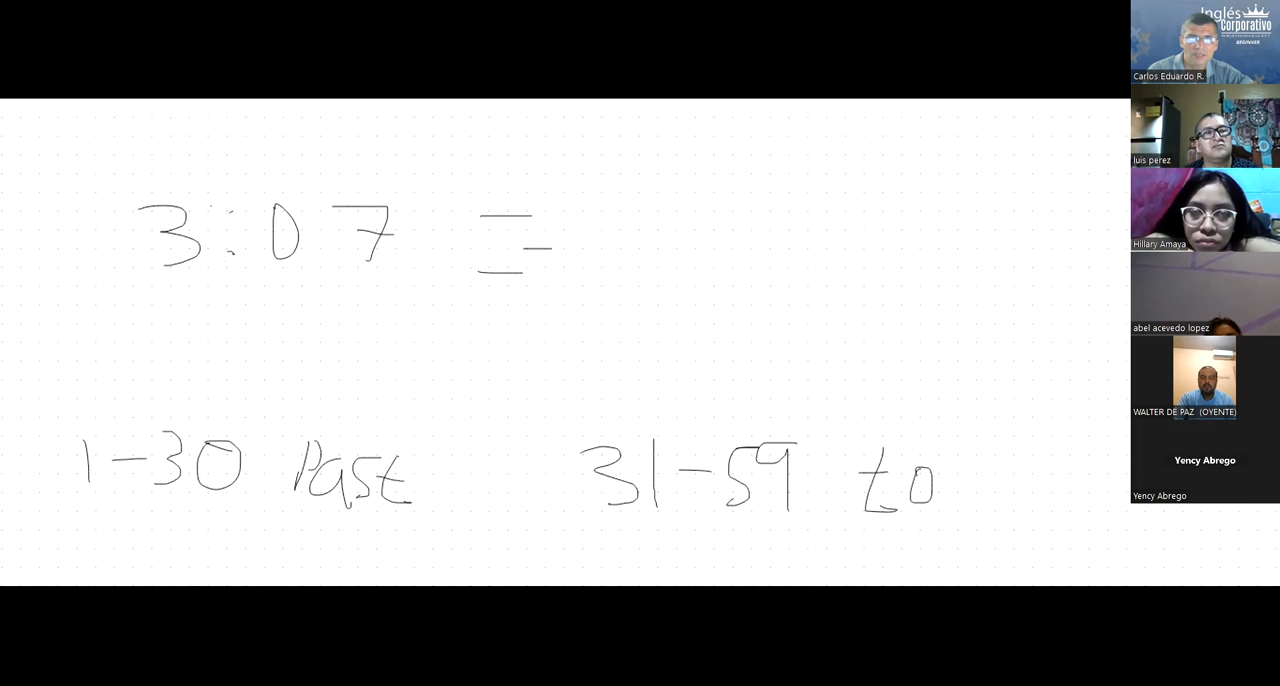 3:07 =
1-30 Past 31-59 to
Inglés
Corporativo
BEGINNER
Carlos Eduardo R.
luis perez
Hillary Amaya
abel acevedo lopez
WALTER DE PAZ (OYENTE)
Yency Abrego
Yency Abrego